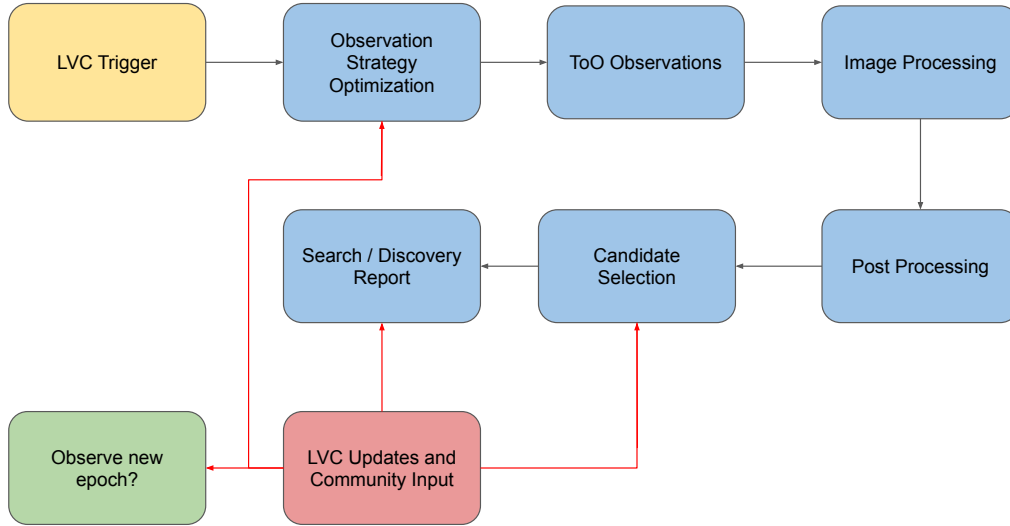 LVC Trigger
Observation
Strategy
Optimization
ToO Observations
Image Processing
Search / Discovery
Report
Candidate
Selection
Post Processing
Observe new
epoch?
LVC Updates and
Community Input